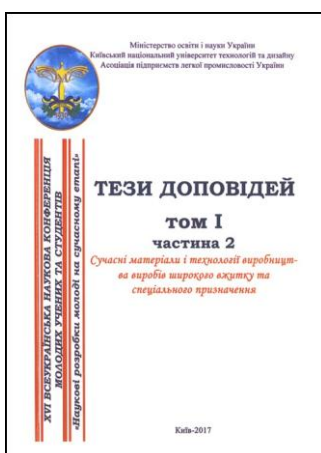 Міністерство освіти і науки України
Київський національний університет технологій та дизайну
Асоціація підприємств легкої промисловості України
XVI ВСЕУКРАЇНСЬКА НАУКОВА КОНФЕРЕНЦІЯ
МОЛОДИХ УЧЕНИХ ТА СТУДЕНТІВ
«Наукові розробки молоді на сучасному етапі»
ТЕЗИ ДОПОВІДЕЙ
том I
частина 2
Сучасні матеріали і технології виробницт-
ва виробів широкого вжитку та
спеціального призначення
Київ-2017